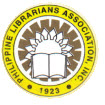 PHILIPPINE LIBRARIANS ASSOCIATION, INC.
1923